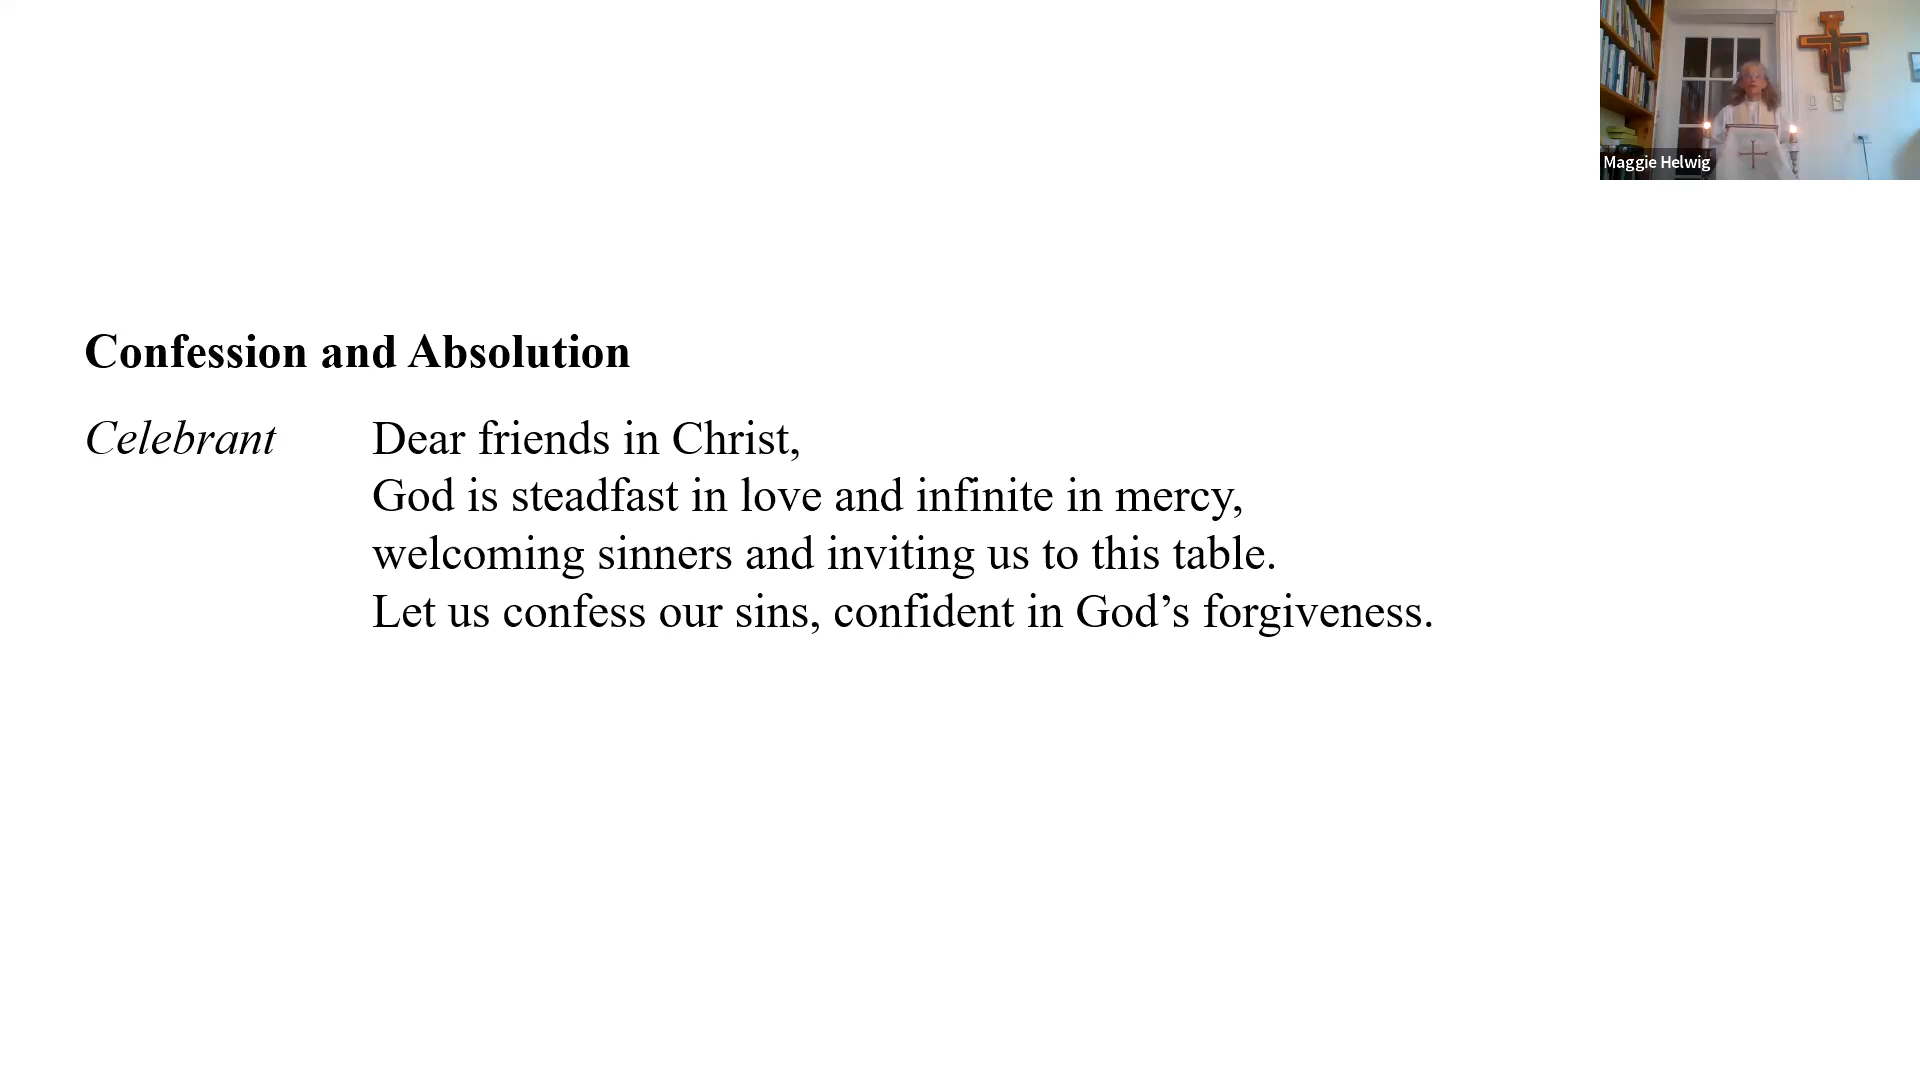 Maggie Helwig
Confession and Absolution
Celebrant Dear friends in Christ,
God is steadfast in love and infinite in mercy,
welcoming sinners and inviting us to this table.
Let us confess our sins, confident in God’s forgiveness.